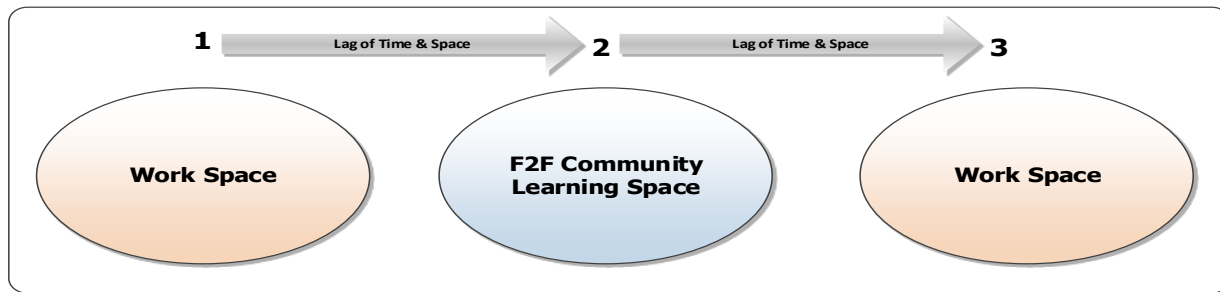 1 Lag of Time & Space 2 Lag of Time & Space 3
Work Space
F2F Community
Learning Space
Work Space